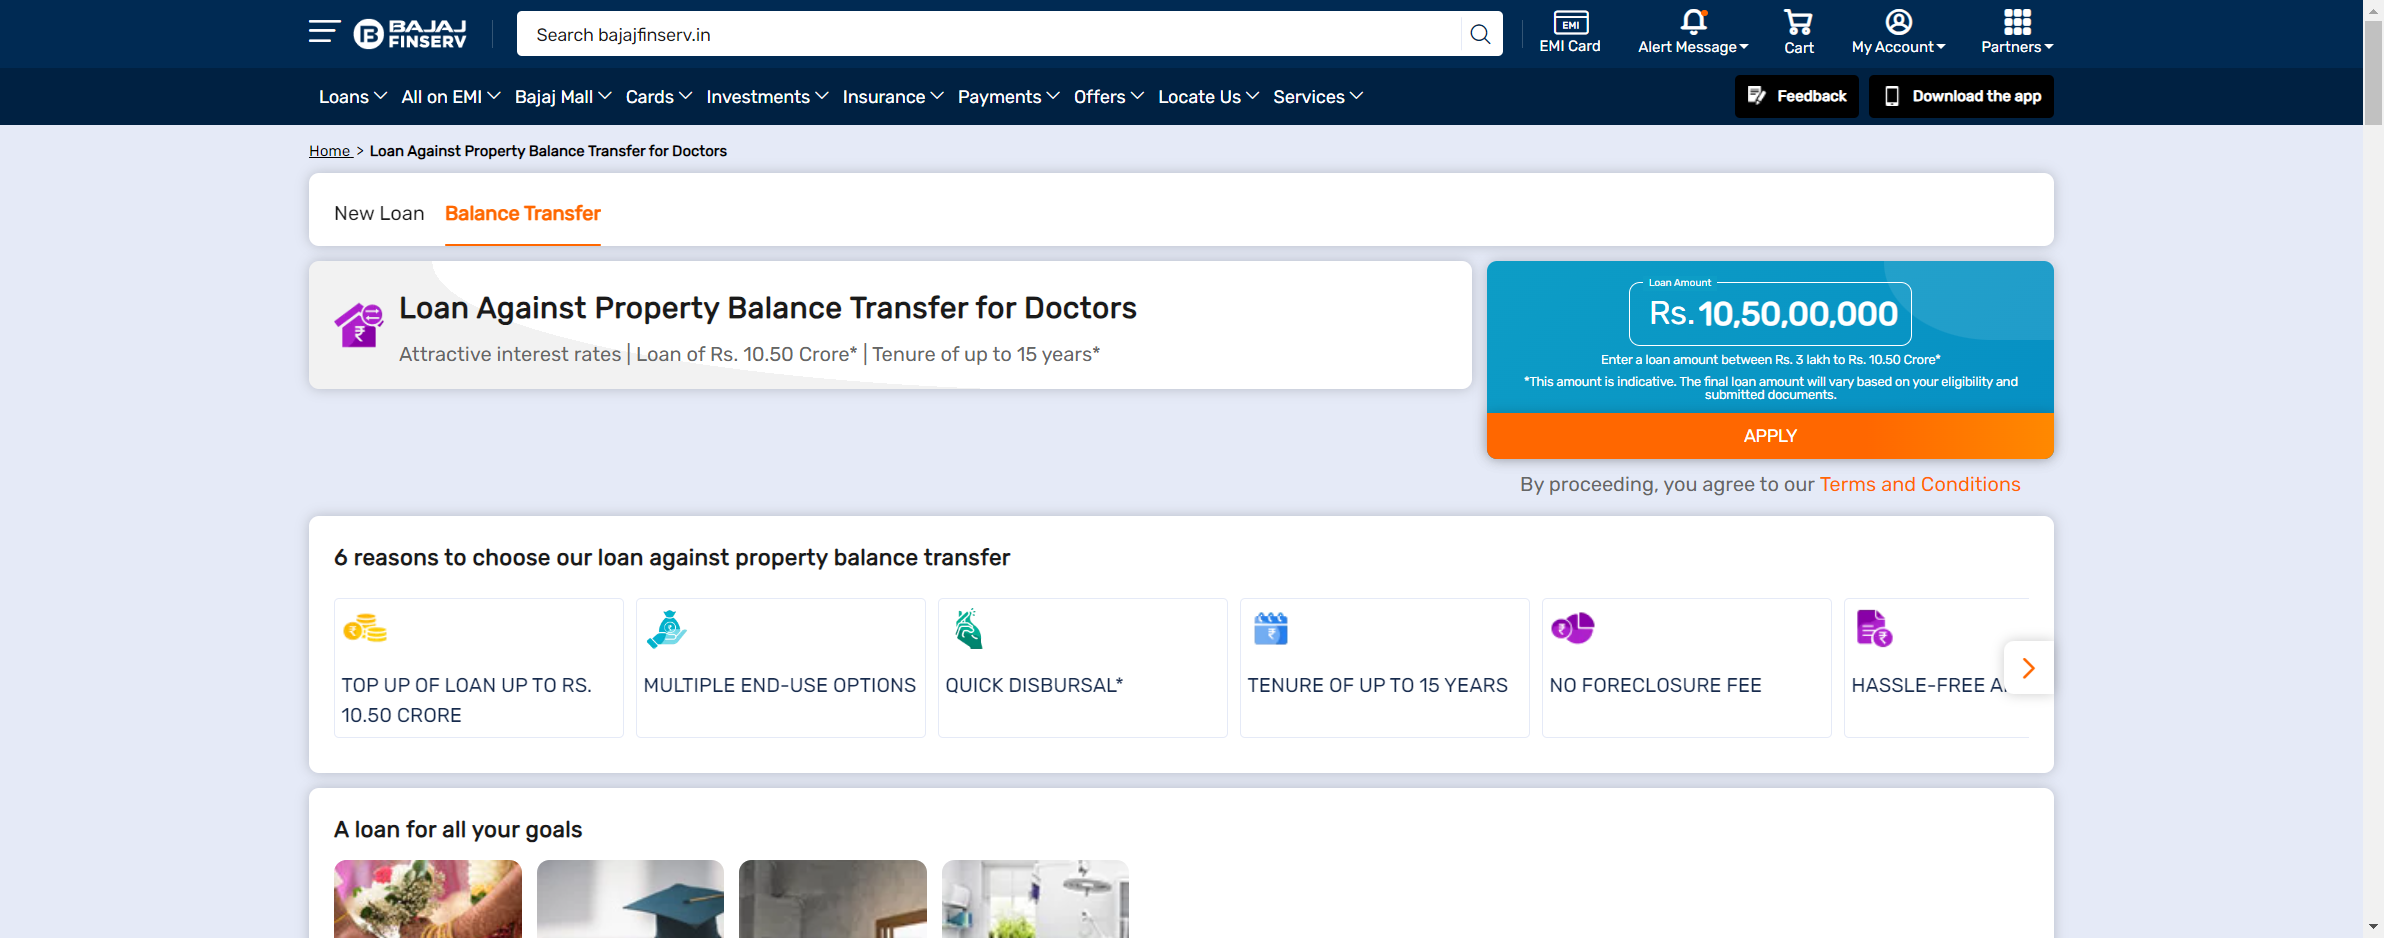 BAJAJ
FINSERV
Search bajajfinserv.in
EMI
EMI Card
Alert Message
Cart
My Account
Partners
Loans
All on EMI
Bajaj Mall
Cards
Investments
Insurance
Payments
Offers
Locate Us
Services
Feedback
Download the app
Home > Loan Against Property Balance Transfer for Doctors
New Loan
Balance Transfer
Loan Against Property Balance Transfer for Doctors
Attractive interest rates | Loan of Rs. 10.50 Crore* | Tenure of up to 15 years*
Loan Amount
Rs. 10,50,00,000
Enter a loan amount between Rs. 3 lakh to Rs. 10.50 Crore*
*This amount is indicative. The final loan amount will vary based on your eligibility and
submitted documents.
APPLY
By proceeding, you agree to our Terms and Conditions
6 reasons to choose our loan against property balance transfer
TOP UP OF LOAN UP TO RS.
10.50 CRORE
MULTIPLE END-USE OPTIONS
QUICK DISBURSAL*
TENURE OF UP TO 15 YEARS
NO FORECLOSURE FEE
HASSLE-FREE
A loan for all your goals